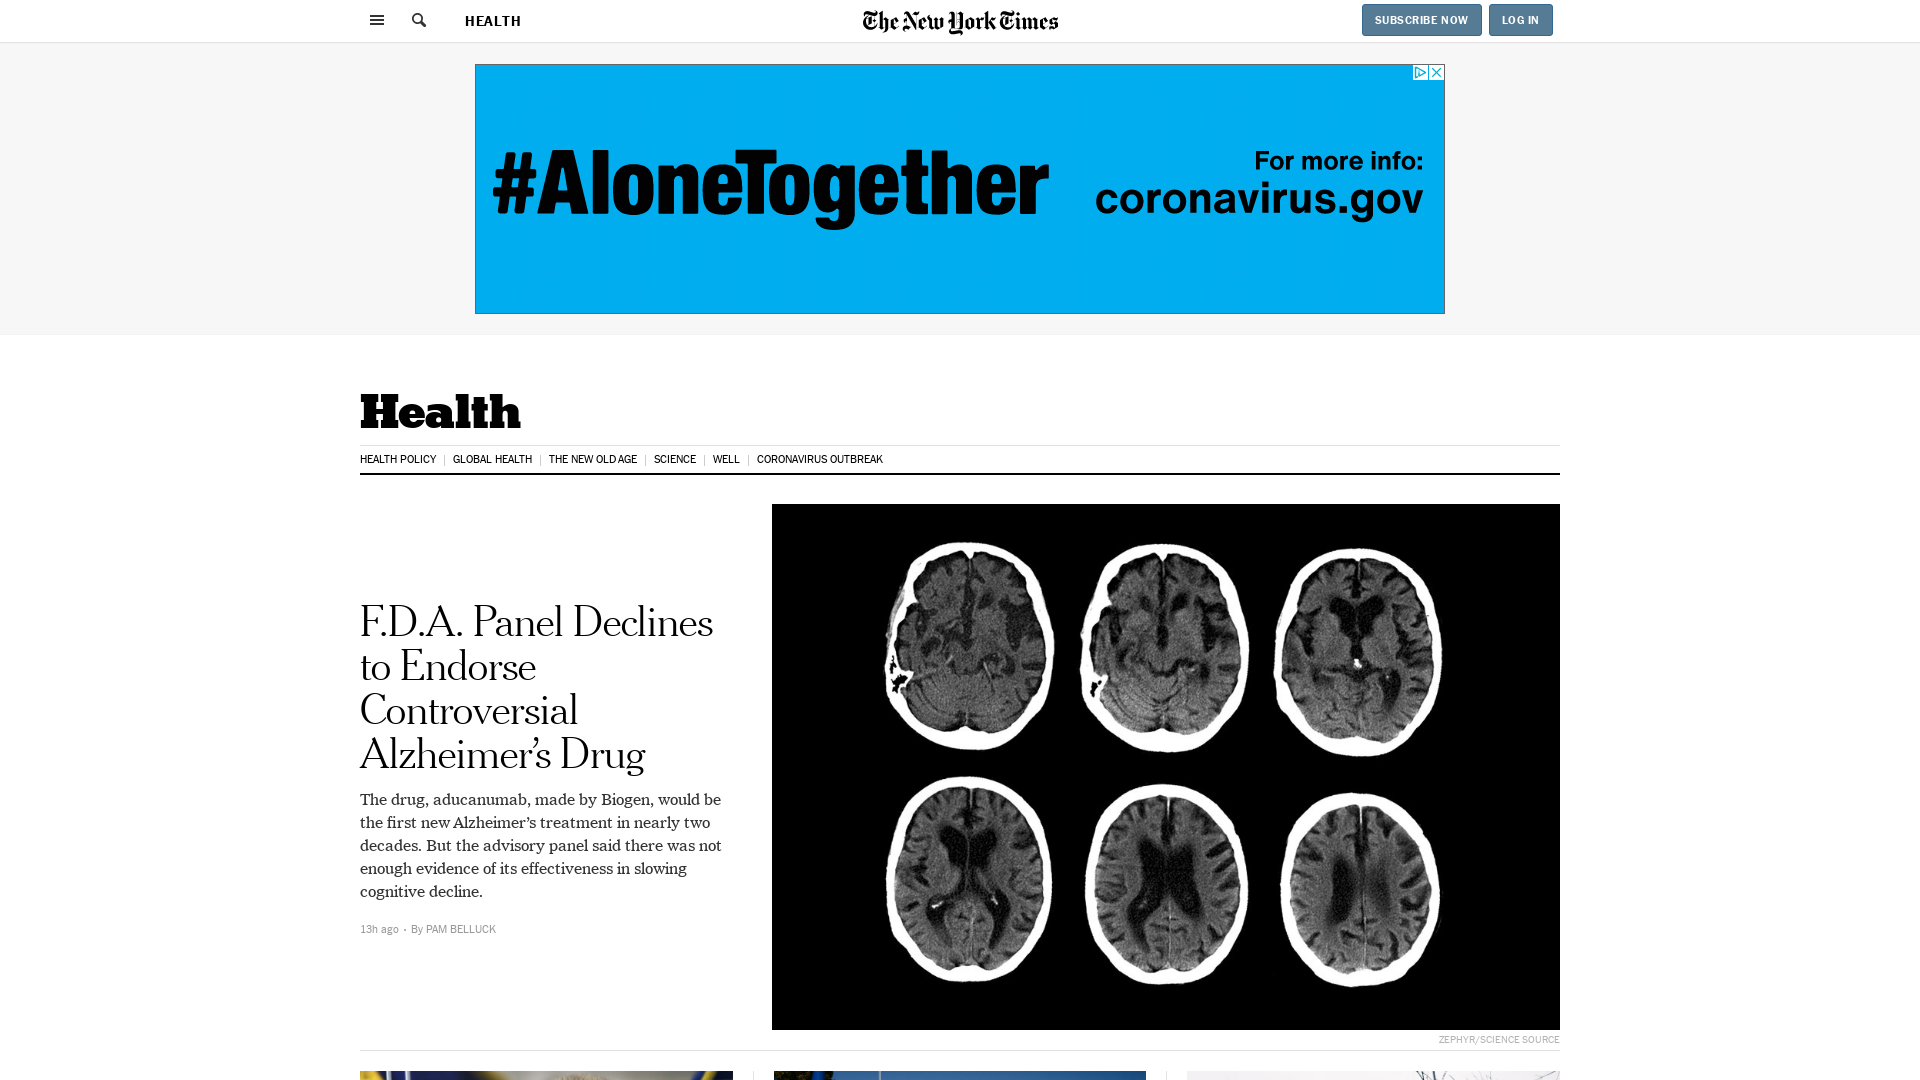 HEALTH
The New York Times
SUBSCRIBE NOW
LOG IN
#AloneTogether
For more info:
coronavirus.gov
Health
HEALTH POLICY
GLOBAL HEALTH
THE NEW OLD AGE
SCIENCE
WELL
CORONAVIRUS OUTBREAK
F.D.A. Panel Declines
to Endorse
Controversial
Alzheimer’s Drug
The drug, aducanumab, made by Biogen, would be
the first new Alzheimer’s treatment in nearly two
decades. But the advisory panel said there was not
enough evidence of its effectiveness in slowing
cognitive decline.
13h ago • By PAM BELLUCK
ZEPHYR/SCIENCE SOURCE